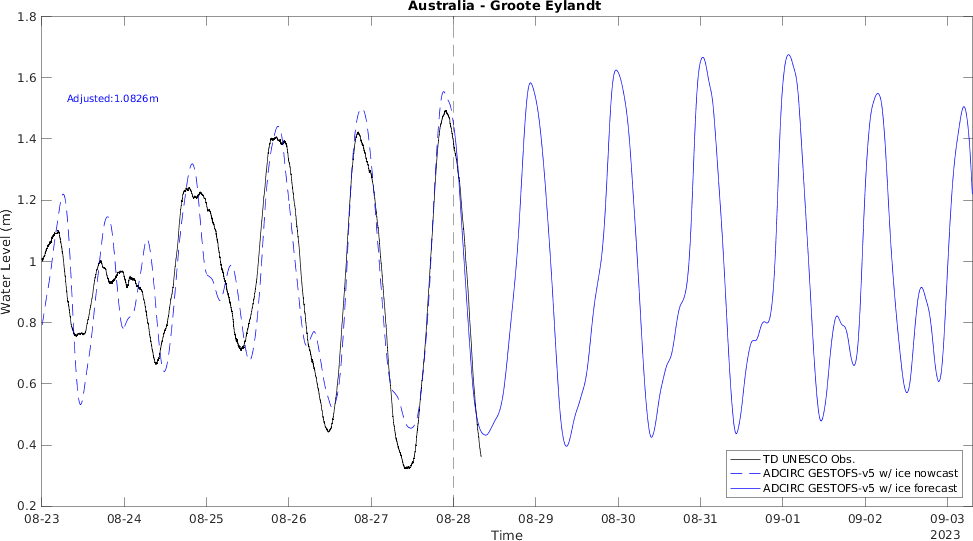 Australia - Groote Eylandt
1.8
1.6
1.4
1.2
1
0.8
0.6
0.4
0.2
Water Level (m)
Adjusted:1.0826m
TD UNESCO Obs.
ADCIRC GESTOFS-v5 w/ ice nowcast
ADCIRC GESTOFS-v5 w/ ice forecast
08-23 08-24 08-25 08-26 08-27 08-28 08-29 08-30 08-31 09-01 09-02 09-03
2023
Time